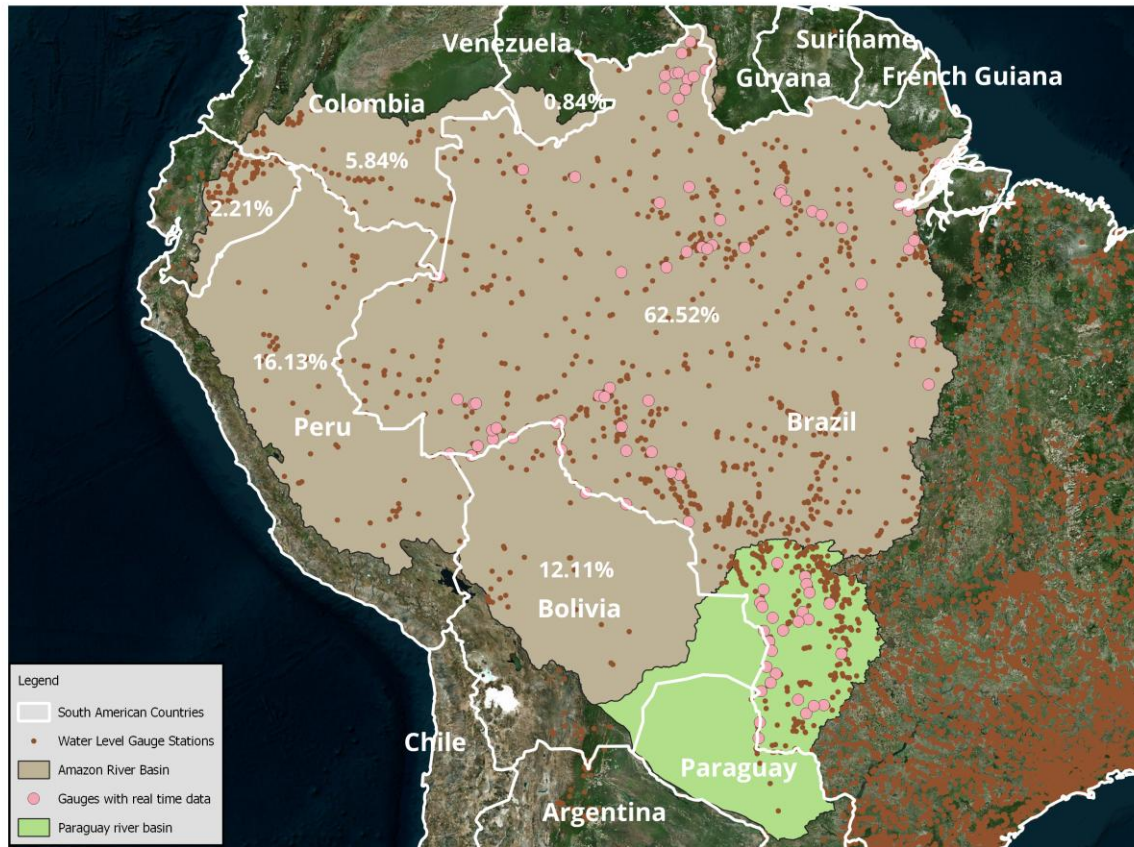 Venezuela
Suriname
Guyana
French Guiana
Colombia
0.84%
5.84%
2.21%
62.52%
16.13%
Peru
Brazil
12.11%
Bolivia
Chile
Paraguay
Argentina
Legend
South American Countries
Water Level Gauge Stations
Amazon River Basin
Gauges with real time data
Paraguay river basin